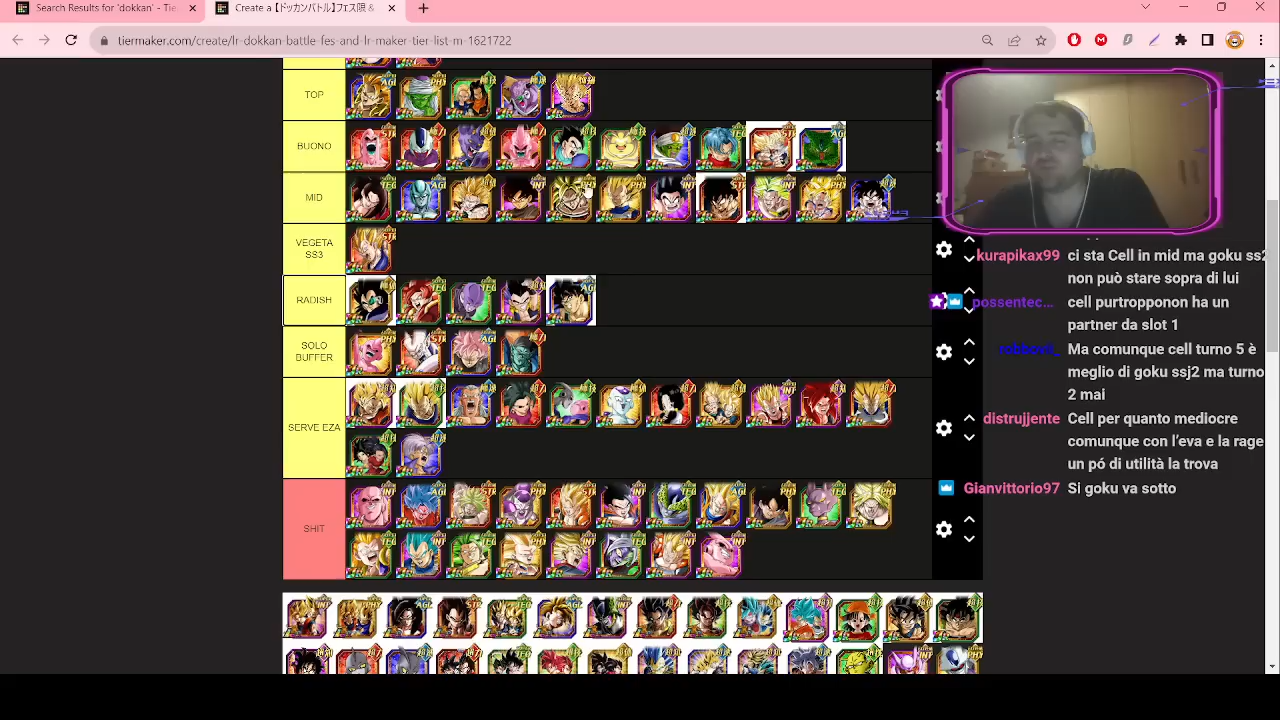 Search Results for 'dokkan' - Tie
Create a 【ドッカンバトル】フェス限 &
tiermaker.com/create/lr-dokkan-battle-fes-and-lr-maker-tier-list-m-1621722
TOP
BUONO
MID
VEGETA
SS3
RADISH
SOLO
BUFFER
SERVE EZA
SHIT
kurapikax99 ci sta Cell in mid ma goku ss2
non può stare sopra di lui
possentec... cell purtropponon ha un
partner da slot 1
Ma comunque cell turno 5 è
meglio di goku ssj2 ma turno
2 mai
distrujjente Cell per quanto mediocre
comunque con l'eva e la rage
un pó di utilità la trova
Gianvittorio97 Si goku va sotto